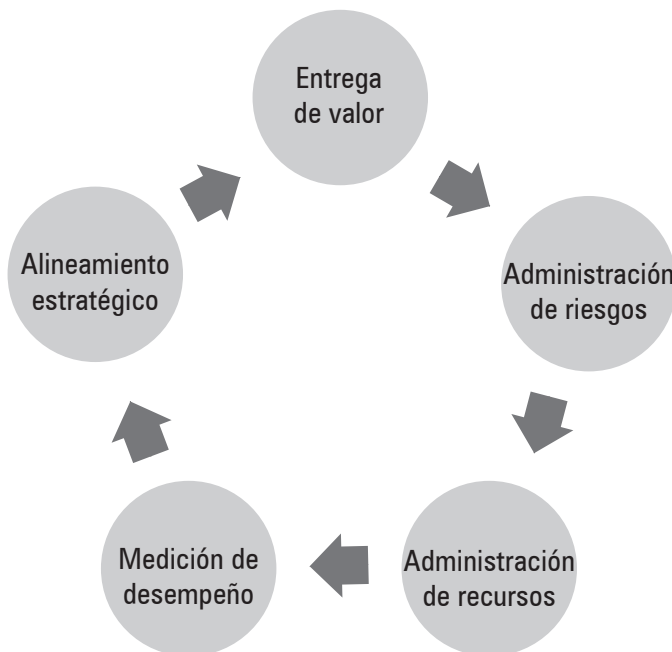 Entrega
de valor
Alineamiento
estratégico
Administración
de riesgos
Medición de
desempeño
Administración
de recursos